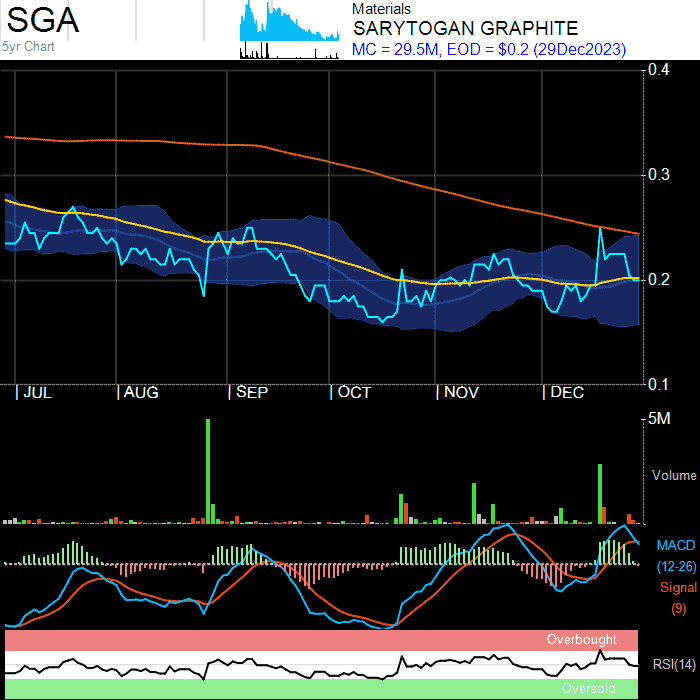 SGA
5yr Chart
Materials
SARYTOGAN GRAPHITE
MC = 29.5M, EOD = $0.2 (29Dec2023)
0.4
0.3
0.2
0.1
| JUL | AUG | SEP | OCT | NOV | DEC
5M
Volume
MACD
(12-26)
Signal
(9)
Overbought
RSI(14)
Oversold